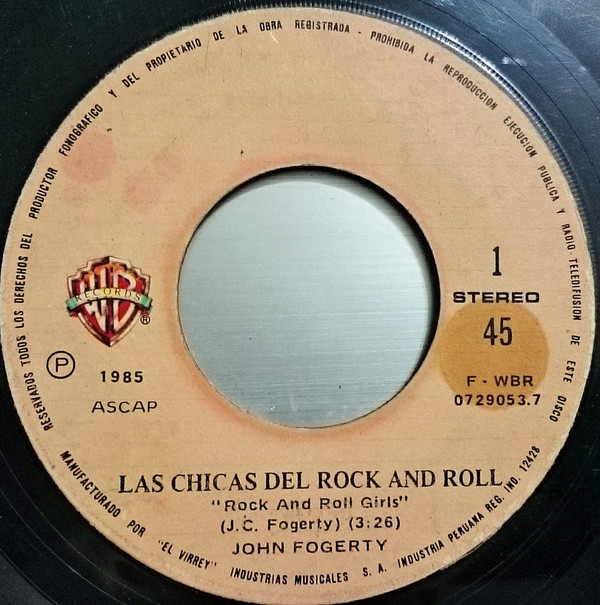 RESERVADOS TODOS LOS DERECHOS DEL PRODUCTOR FONOGRAFICO Y DEL PROPIETARIO DE LA OBRA REGISTRADA - PROHIBIDA LA REPRODUCCION EJECUCION PUBLICA Y RADIO-TELEDIFUSION DE ESTE DISCO
WB
RECORDS
®
1
STEREO
45
Ⓟ
1985
ASCAP
F - WBR
0729053.7
LAS CHICAS DEL ROCK AND ROLL
"Rock And Roll Girls"
(J.C. Fogerty) (3:26)
JOHN FOGERTY
MANUFACTURADO POR "EL VIRREY" INDUSTRIAS MUSICALES S. A. INDUSTRIA PERUANA REG. IND. 12428